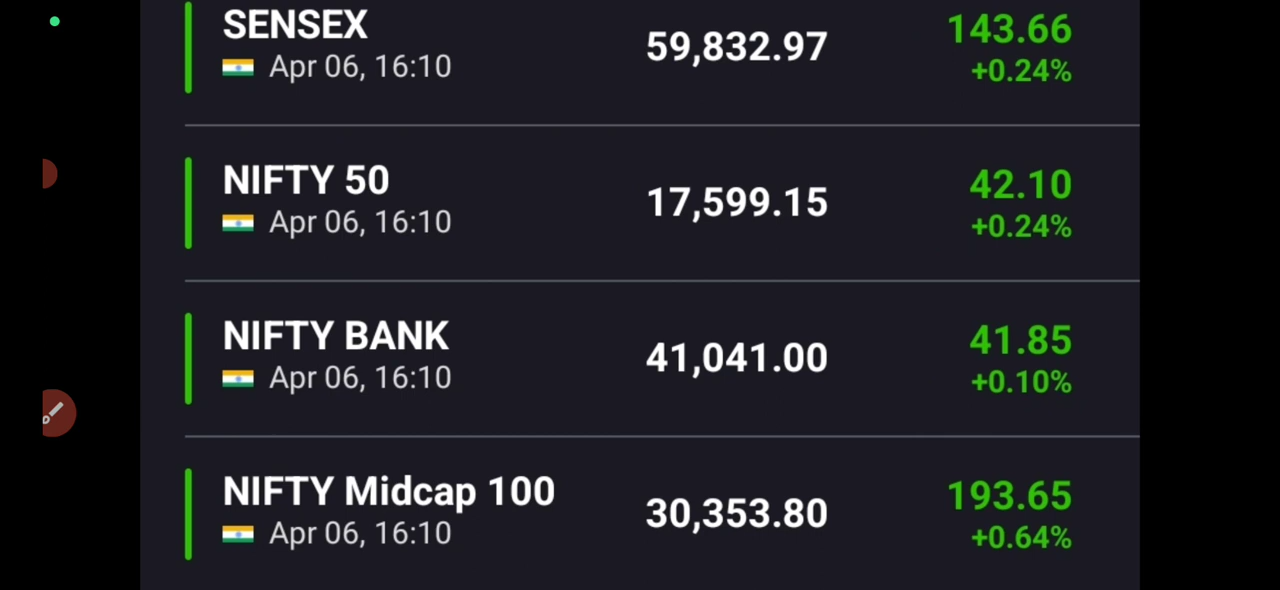 SENSEX
Apr 06, 16:10
59,832.97
143.66
+0.24%
NIFTY 50
Apr 06, 16:10
17,599.15
42.10
+0.24%
NIFTY BANK
Apr 06, 16:10
41,041.00
41.85
+0.10%
NIFTY Midcap 100
Apr 06, 16:10
30,353.80
193.65
+0.64%